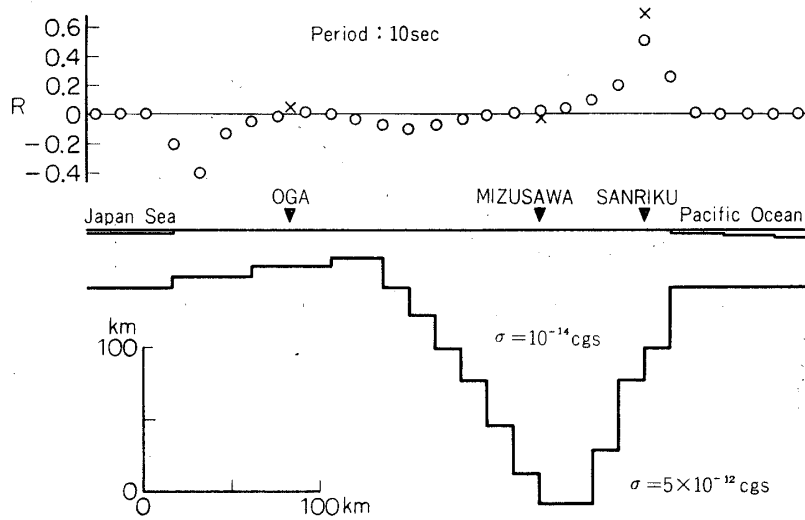 0.6
Period : 10sec
0.4
0.2
R
0
-0.2
-0.4
OGA
MIZUSAWA
SANRIKU
Japan Sea
Pacific Ocean
km
100
σ=10⁻¹⁴cgs
0
σ=5×10⁻¹²cgs
0
100km